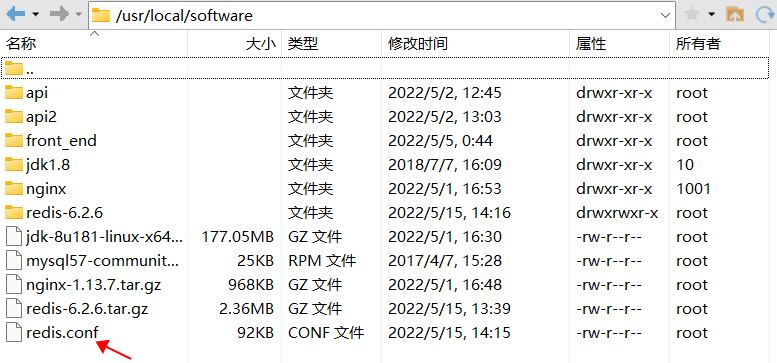 /usr/local/software
名称 大小 类型 修改时间 属性 所有者
..
api 文件夹 2022/5/2, 12:45 drwxr-xr-x root
api2 文件夹 2022/5/2, 13:03 drwxr-xr-x root
front_end 文件夹 2022/5/5, 0:44 drwxr-xr-x root
jdk1.8 文件夹 2018/7/7, 16:09 drwxr-xr-x 10
nginx 文件夹 2022/5/1, 16:53 drwxr-xr-x 1001
redis-6.2.6 文件夹 2022/5/15, 14:16 drwxrwxr-x root
jdk-8u181-linux-x64... 177.05MB GZ 文件 2022/5/1, 16:30 -rw-r--r-- root
mysql57-communit... 25KB RPM 文件 2017/4/7, 15:28 -rw-r--r-- root
nginx-1.13.7.tar.gz 968KB GZ 文件 2022/5/1, 16:48 -rw-r--r-- root
redis-6.2.6.tar.gz 2.36MB GZ 文件 2022/5/15, 13:39 -rw-r--r-- root
redis.conf 92KB CONF 文件 2022/5/15, 14:15 -rw-r--r-- root